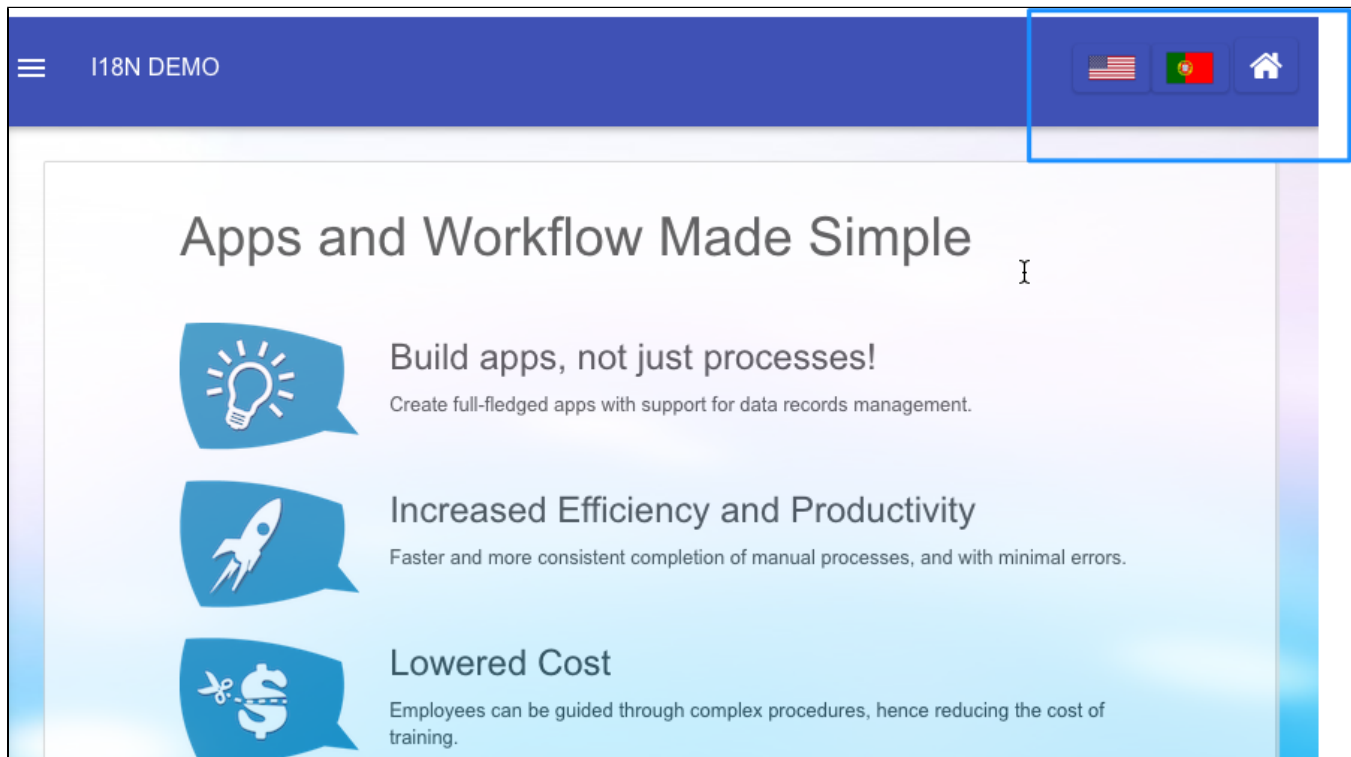 I18N DEMO
Apps and Workflow Made Simple
Build apps, not just processes!
Create full-fledged apps with support for data records management.
Increased Efficiency and Productivity
Faster and more consistent completion of manual processes, and with minimal errors.
Lowered Cost
Employees can be guided through complex procedures, hence reducing the cost of
training.